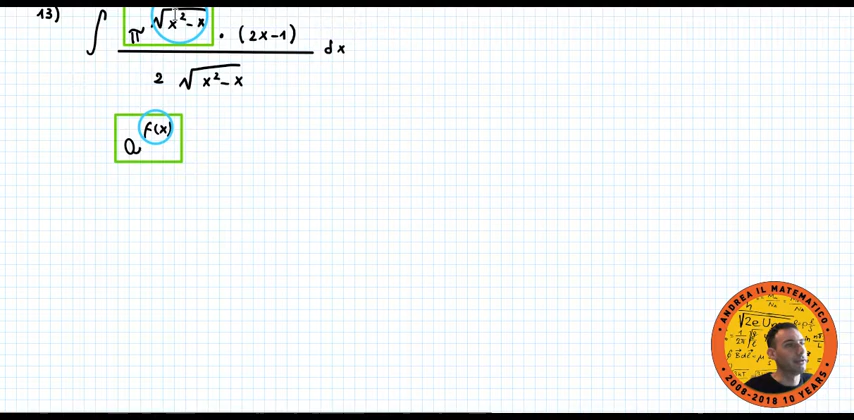 13) ∫ π^√(x²-x) · (2x-1) / 2 √(x²-x) dx
a^f(x)
ANDREA IL MATEMATICO
2008-2018 10 YEARS